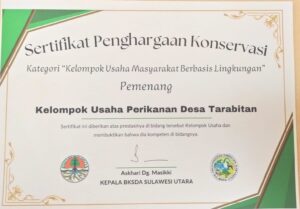 Sertifikat Penghargaan Konservasi
Kategori "Kelompok Usaha Masyarakat Berbasis Lingkungan"
Pemenang
Kelompok Usaha Perikanan Desa Tarabitan
Sertifikat ini diberikan atas prestasinya di bidang tersebut Kelompok Usaha dan
membuktikan bahwa dia kompeten di bidangnya.
Askhari Dg. Masikki
KEPALA BKSDA SULAWESI UTARA